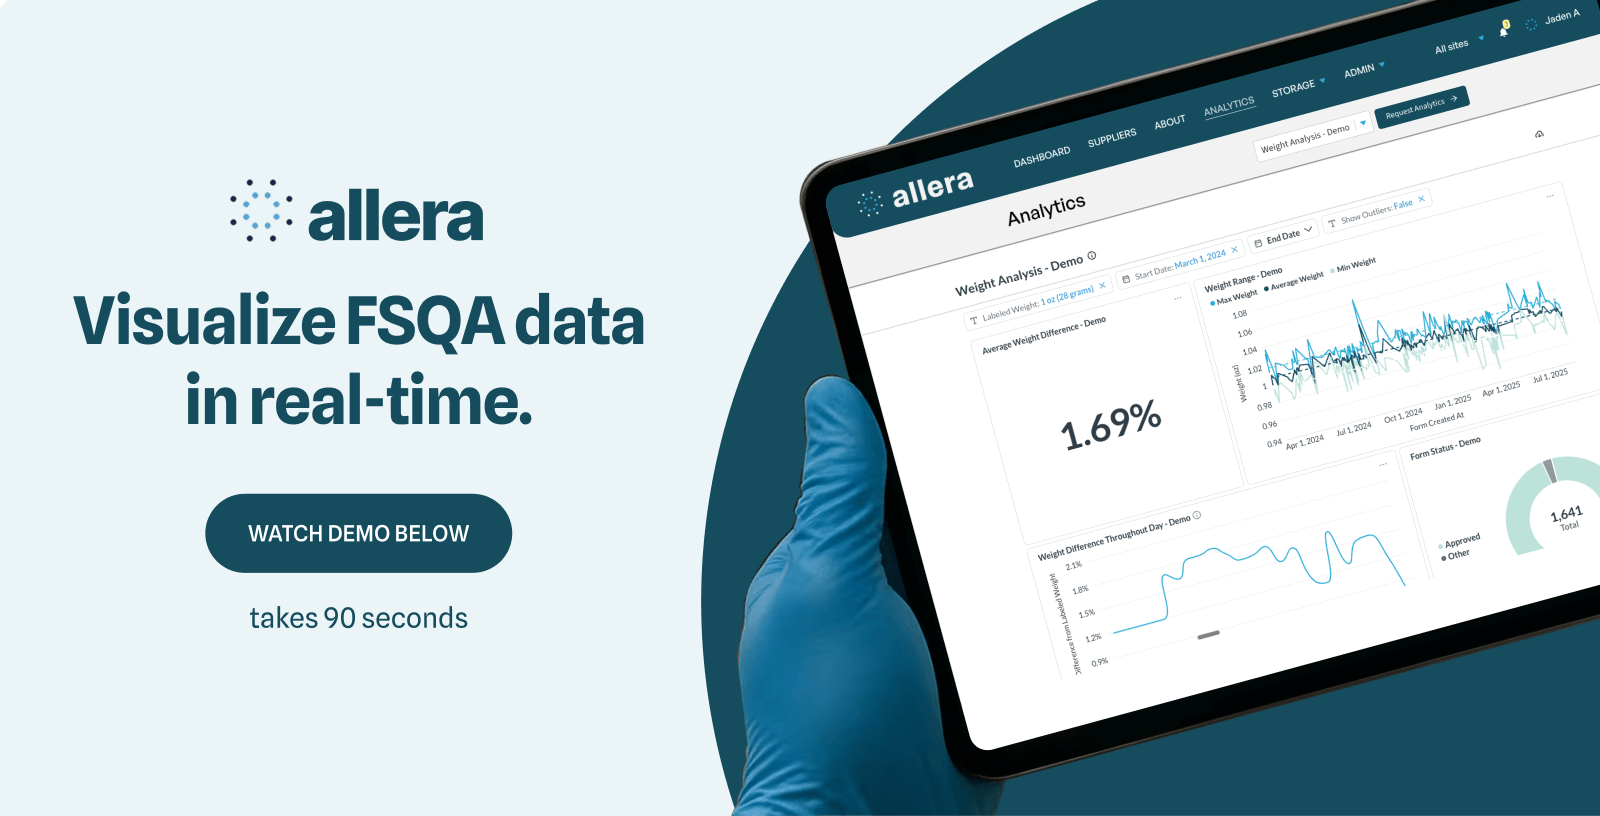 allera
Visualize FSQA data
in real-time.
WATCH DEMO BELOW
takes 90 seconds
allera
DASHBOARD
SUPPLIERS
ABOUT
ANALYTICS
STORAGE
ADMIN
All sites
Jaden A
Analytics
Weight Analysis - Demo
Request Analytics
Weight Analysis - Demo
Labeled Weight: 1 oz (28 grams)
Start Date: March 1, 2024
End Date
Show Outliers: False
Average Weight Difference - Demo
1.69%
Weight Range - Demo
Max Weight
Average Weight
Min Weight
1.08
1.06
1.04
1.02
1
0.98
0.96
0.94
Weight (oz)
Apr 1, 2024
Jul 1, 2024
Oct 1, 2024
Jan 1, 2025
Apr 1, 2025
Jul 1, 2025
Form Created At
Weight Difference Throughout Day - Demo
2.1%
1.8%
1.5%
1.2%
0.9%
from Labeled Weight
Form Status - Demo
Approved
Other
1,641
Total